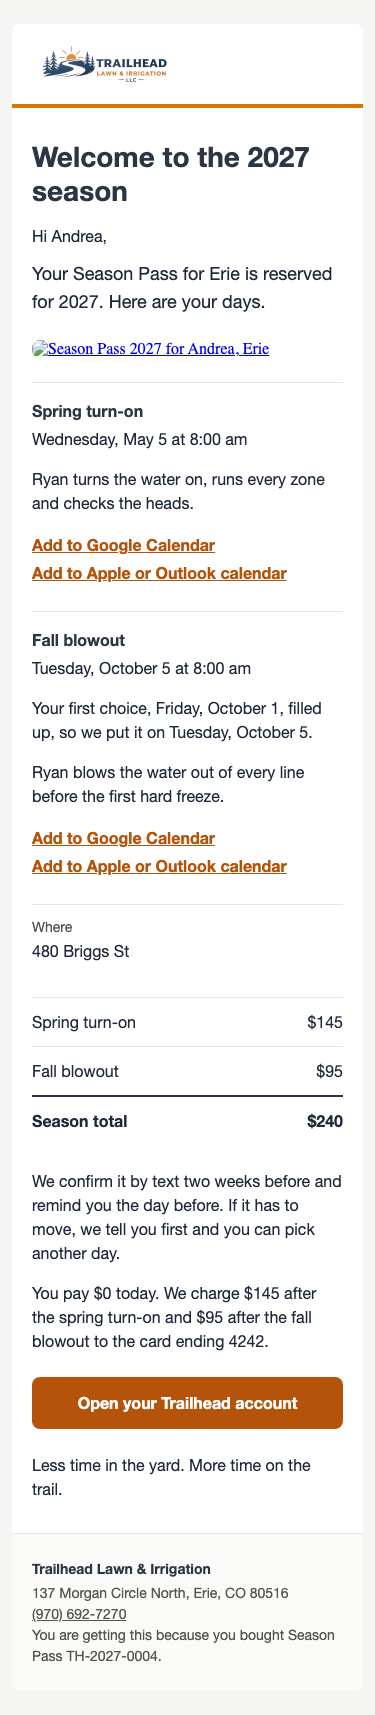 TRAILHEAD
LAWN & IRRIGATION
LLC
Welcome to the 2027
season
Hi Andrea,
Your Season Pass for Erie is reserved
for 2027. Here are your days.
Season Pass 2027 for Andrea, Erie
Spring turn-on
Wednesday, May 5 at 8:00 am
Ryan turns the water on, runs every zone
and checks the heads.
Add to Google Calendar
Add to Apple or Outlook calendar
Fall blowout
Tuesday, October 5 at 8:00 am
Your first choice, Friday, October 1, filled
up, so we put it on Tuesday, October 5.
Ryan blows the water out of every line
before the first hard freeze.
Add to Google Calendar
Add to Apple or Outlook calendar
Where
480 Briggs St
Spring turn-on $145
Fall blowout $95
Season total $240
We confirm it by text two weeks before and
remind you the day before. If it has to
move, we tell you first and you can pick
another day.
You pay $0 today. We charge $145 after
the spring turn-on and $95 after the fall
blowout to the card ending 4242.
Open your Trailhead account
Less time in the yard. More time on the
trail.
Trailhead Lawn & Irrigation
137 Morgan Circle North, Erie, CO 80516
(970) 692-7270
You are getting this because you bought Season
Pass TH-2027-0004.